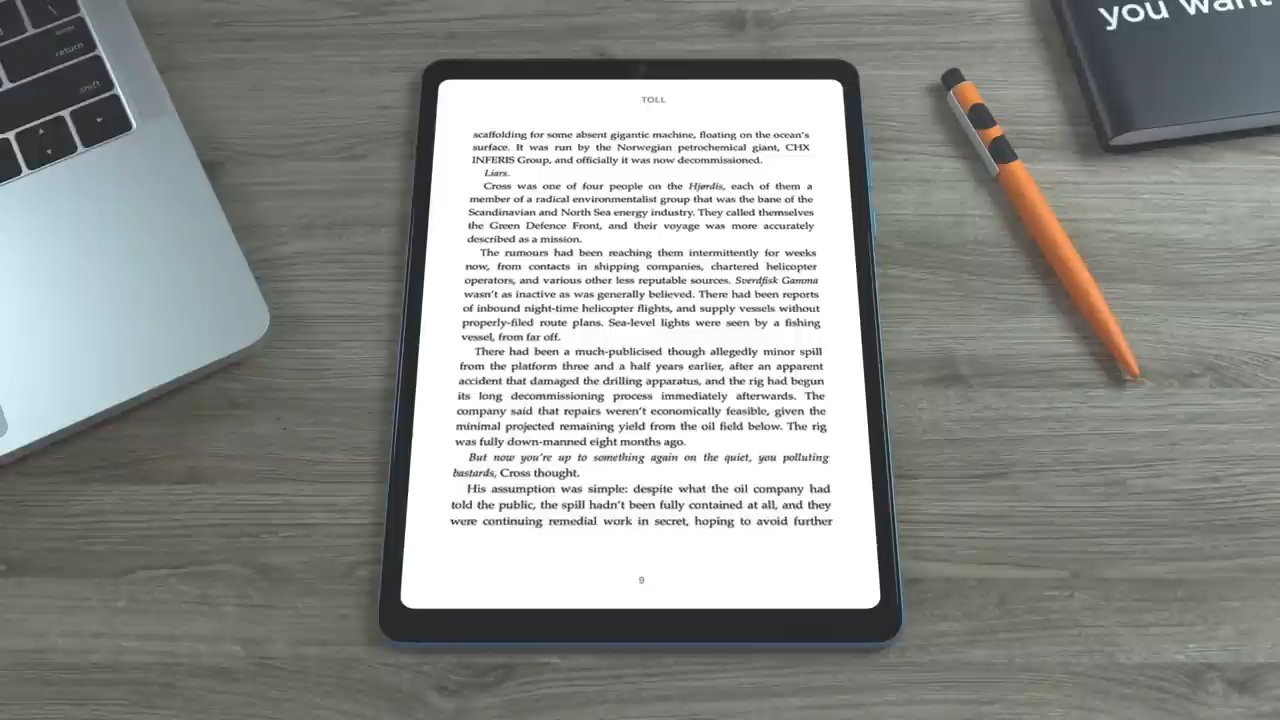 enter
return
shift
you want
TOLL
scaffolding for some absent gigantic machine, floating on the ocean's
surface. It was run by the Norwegian petrochemical giant, CHX
INFERIS Group, and officially it was now decommissioned.
Liars.
Cross was one of four people on the Hjørdis, each of them a
member of a radical environmentalist group that was the bane of the
Scandinavian and North Sea energy industry. They called themselves
the Green Defence Front, and their voyage was more accurately
described as a mission.
The rumours had been reaching them intermittently for weeks
now, from contacts in shipping companies, chartered helicopter
operators, and various other less reputable sources. Sverdfisk Gamma
wasn't as inactive as was generally believed. There had been reports
of inbound night-time helicopter flights, and supply vessels without
properly-filed route plans. Sea-level lights were seen by a fishing
vessel, from far off.
There had been a much-publicised though allegedly minor spill
from the platform three and a half years earlier, after an apparent
accident that damaged the drilling apparatus, and the rig had begun
its long decommissioning process immediately afterwards. The
company said that repairs weren't economically feasible, given the
minimal projected remaining yield from the oil field below. The rig
was fully down-manned eight months ago.
But now you're up to something again on the quiet, you polluting
bastards, Cross thought.
His assumption was simple: despite what the oil company had
told the public, the spill hadn't been fully contained at all, and they
were continuing remedial work in secret, hoping to avoid further
9